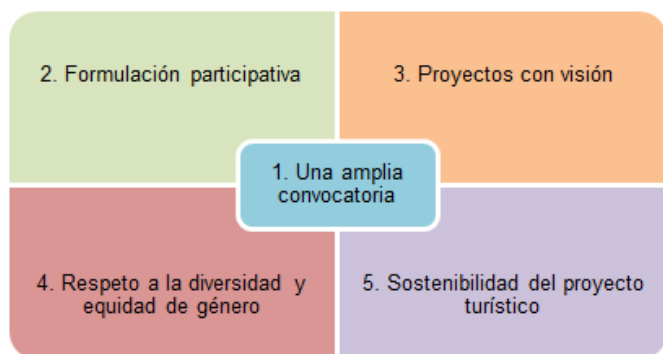 2. Formulación participativa
3. Proyectos con visión
1. Una amplia
convocatoria
4. Respeto a la diversidad y
equidad de género
5. Sostenibilidad del proyecto
turístico